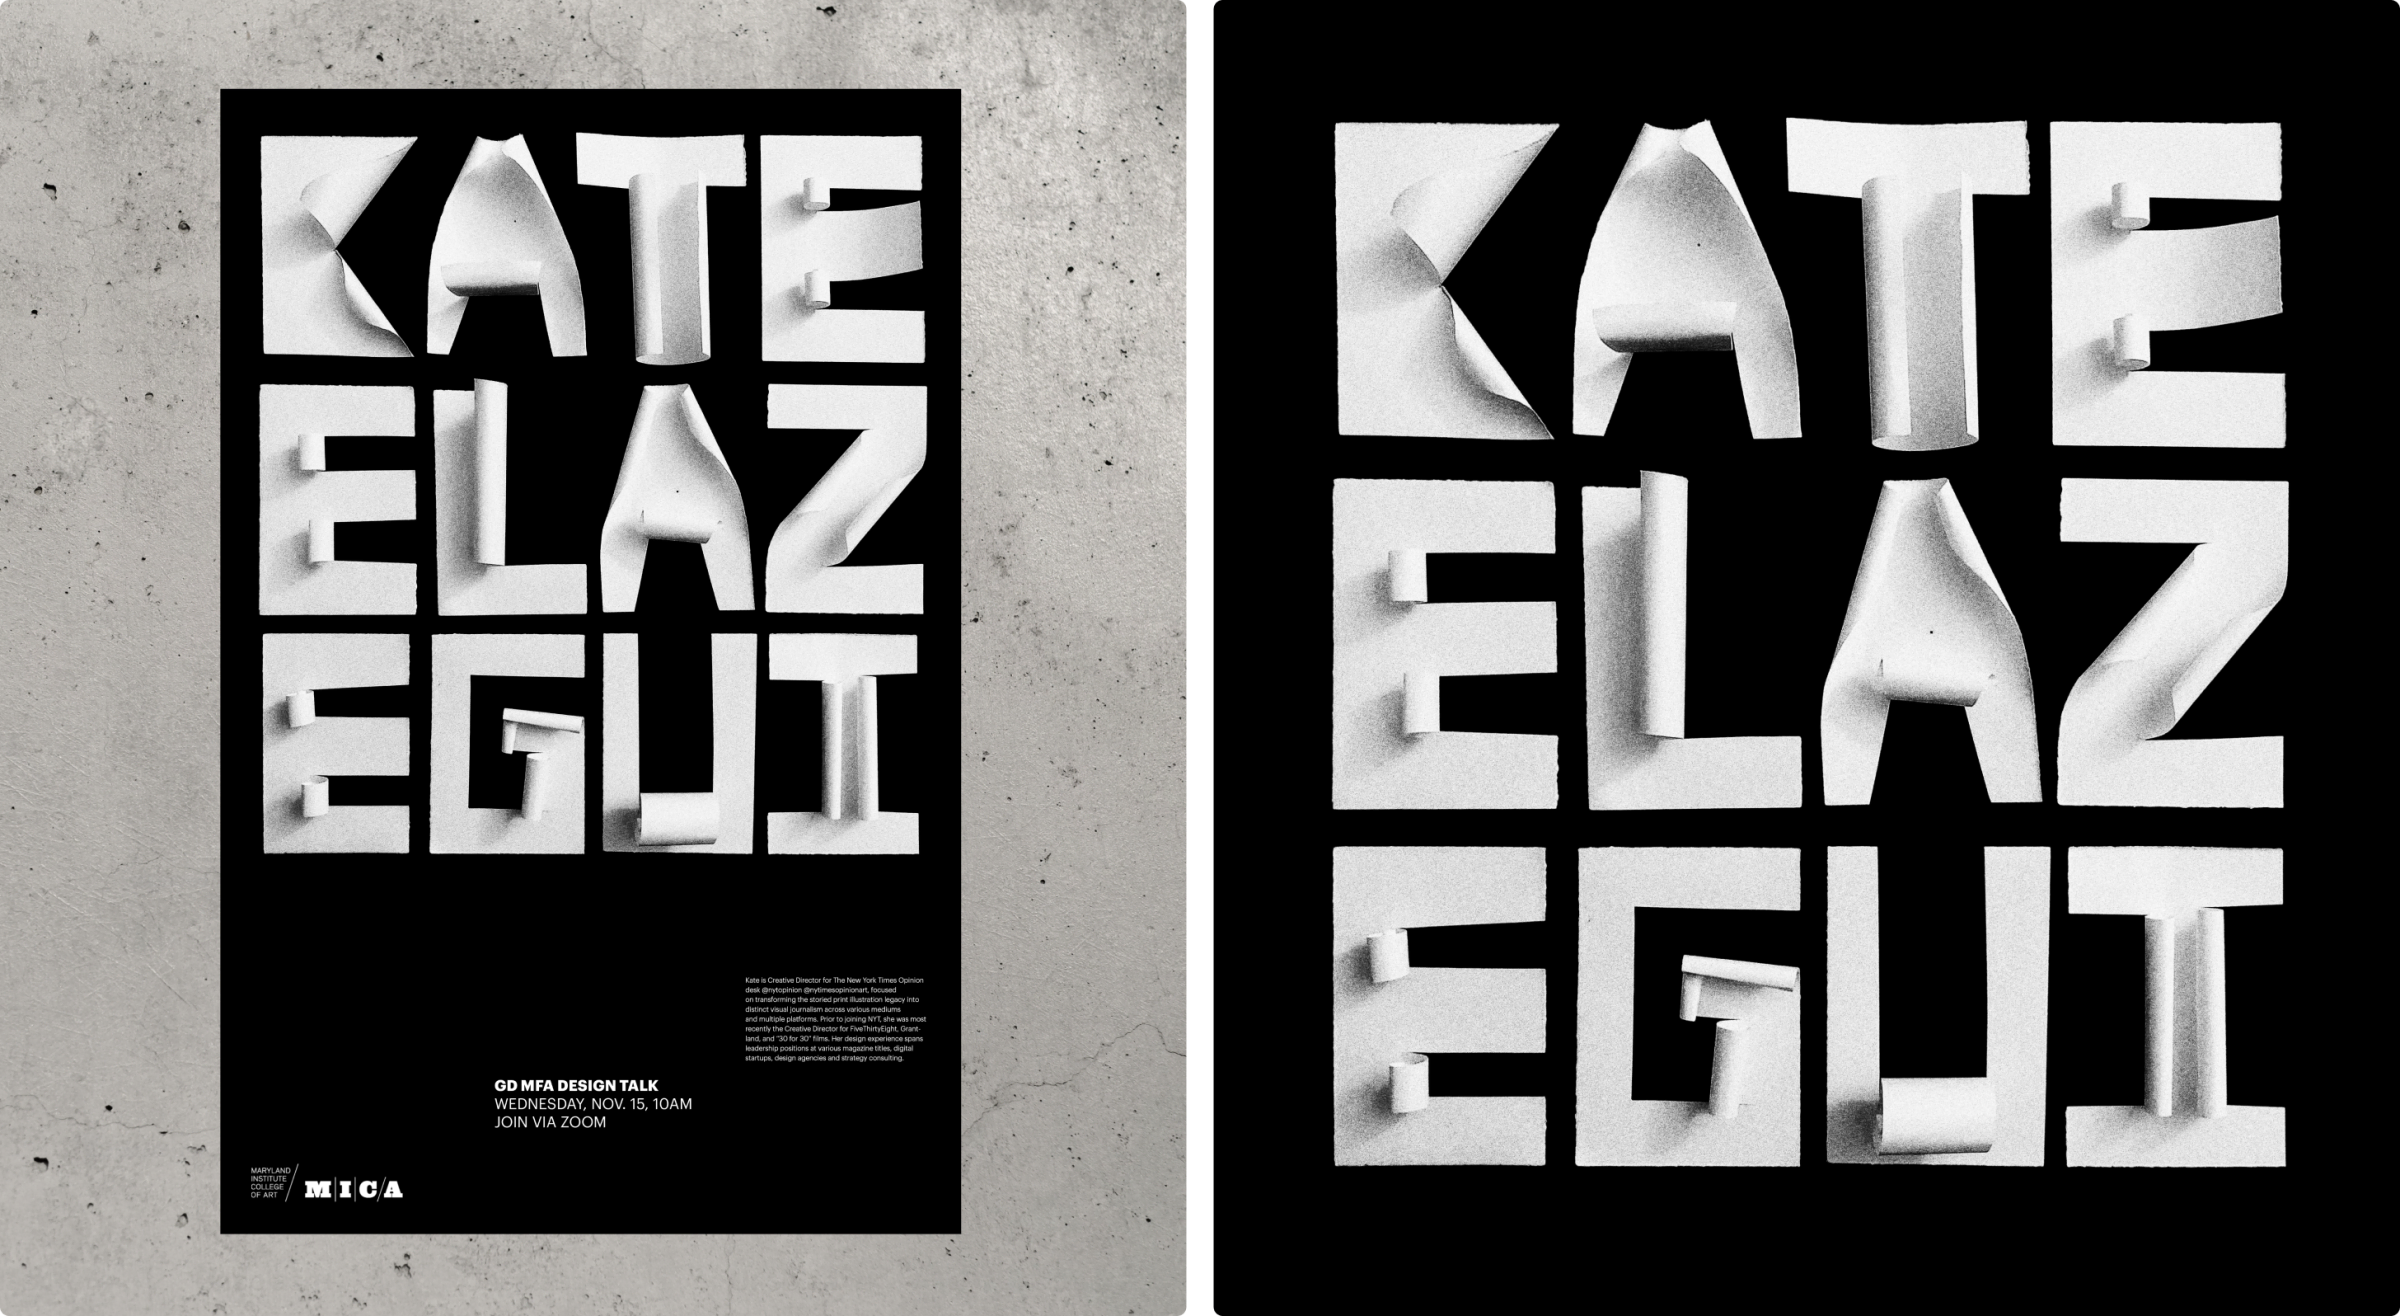 KATE
ELAZ
EGUI
Kate is Creative Director for The New York Times Opinion
desk @nytopinion @nytimesopinionart, focused
on transforming the storied print illustration legacy into
distinct visual journalism across various mediums
and multiple platforms. Prior to joining NYT, she was most
recently the Creative Director for FiveThirtyEight, Grant-
land, and "30 for 30" films. Her design experience spans
leadership positions at various magazine titles, digital
startups, design agencies and strategy consulting.
GD MFA DESIGN TALK
WEDNESDAY, NOV. 15, 10AM
JOIN VIA ZOOM
MARYLAND
INSTITUTE
COLLEGE
OF ART
MICA
KATE
ELAZ
EGUI